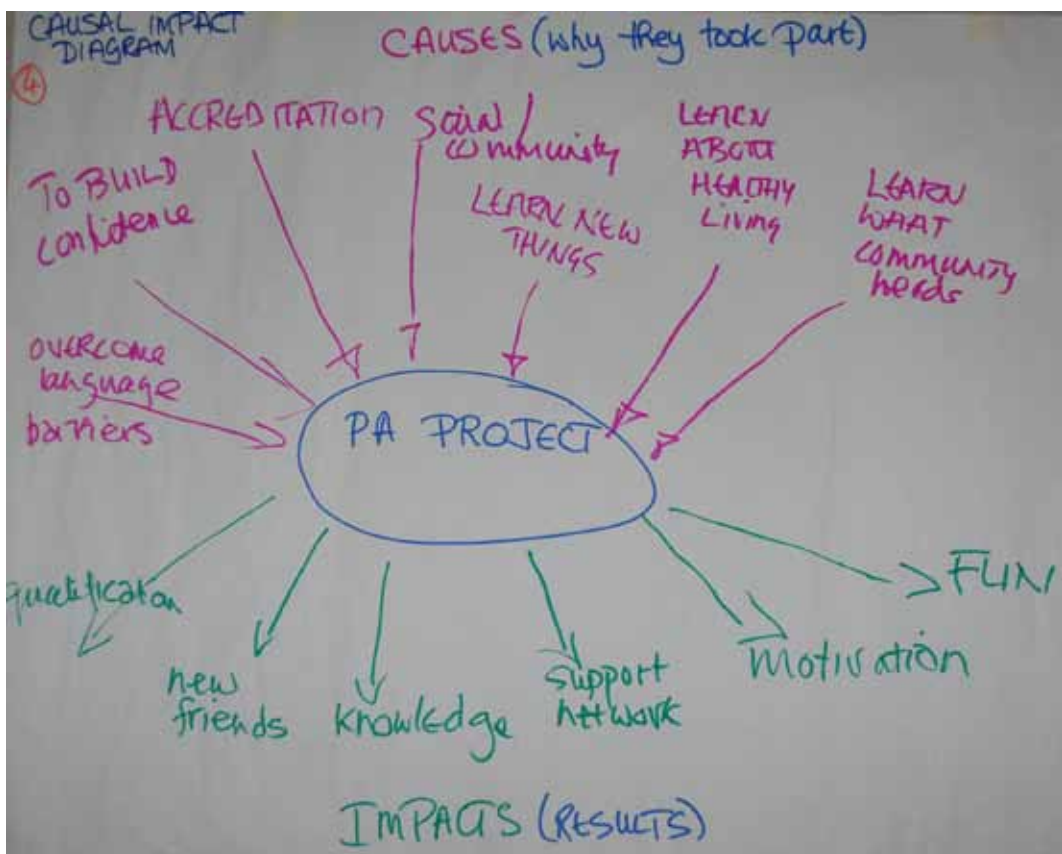 CAUSAL IMPACT
DIAGRAM
CAUSES (why they took part)
4
ACCREDITATION
Social /
community
LEARN
ABOUT
HEALTHY
Living
To BUILD
confidence
LEARN NEW
THINGS
LEARN
WHAT
COMMUNITY
needs
OVERCOME
language
barriers
PA PROJECT
qualification
FUN
new
friends
knowledge
support
network
motivation
IMPACTS (RESULTS)